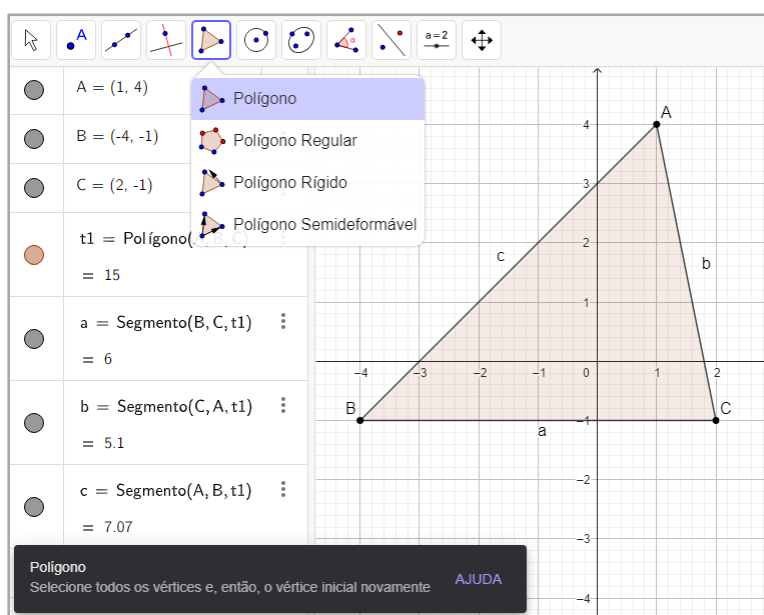 A
a=2
A = (1, 4)
B = (-4, -1)
C = (2, -1)
t1 = Polígono(
= 15
a = Segmento(B, C, t1)
= 6
b = Segmento(C, A, t1)
= 5.1
c = Segmento(A, B, t1)
= 7.07
Polígono
Polígono Regular
Polígono Rígido
Polígono Semideformável
A
B
C
a
b
c
4
3
2
1
0
-1
-2
-3
-4
-4
-3
-2
-1
1
2
Polígono
Selecione todos os vértices e, então, o vértice inicial novamente
AJUDA